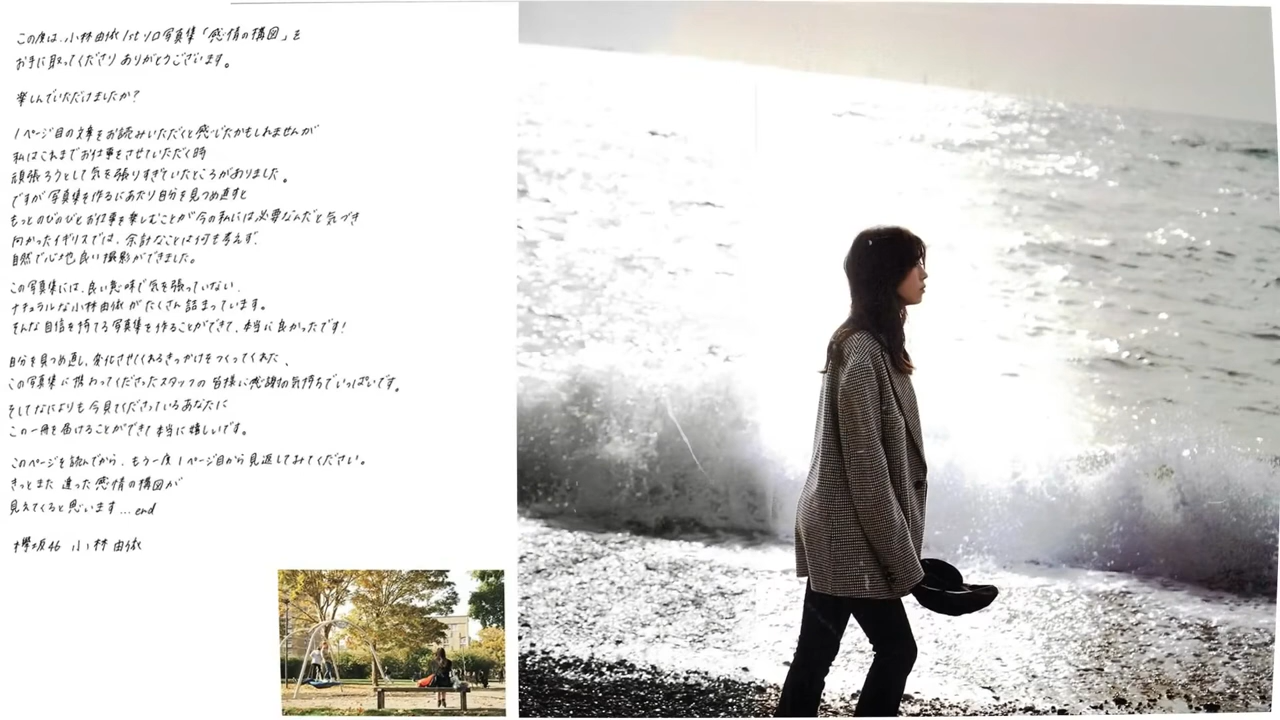 この度は、小林由依1stソロ写真集「感情の構図」を
お手に取ってくださりありがとうございます。
楽しんでいただけましたか？
1ページ目の文章をお読みいただくと感じたかもしれませんが
私はこれまでお仕事をさせていただく時
頑張ろうとして気を張りすぎていたところがありました。
ですが写真集を作るにあたり自分を見つめ直すと
もっとのびのびとお仕事を楽しむことが今の私には必要なんだと気づき
向かったイギリスでは、余計なことは何も考えず、
自然で心地良い撮影ができました。
この写真集には、良い意味で気を張っていない、
ナチュラルな小林由依がたくさん詰まっています。
そんな自信を持てる写真集を作ることができて、本当に良かったです！
自分を見つめ直し、変化させてくれるきっかけをつくってくれた、
この写真集に携わってくださったスタッフの皆様に感謝の気持ちでいっぱいです。
そしてなによりも今見てくださっているあなたに
この一冊を届けることができて本当に嬉しいです。
このページを読んでから、もう一度1ページ目から見返してみてください。
きっとまた違った感情の構図が
見えてくると思います…end
欅坂46 小林由依